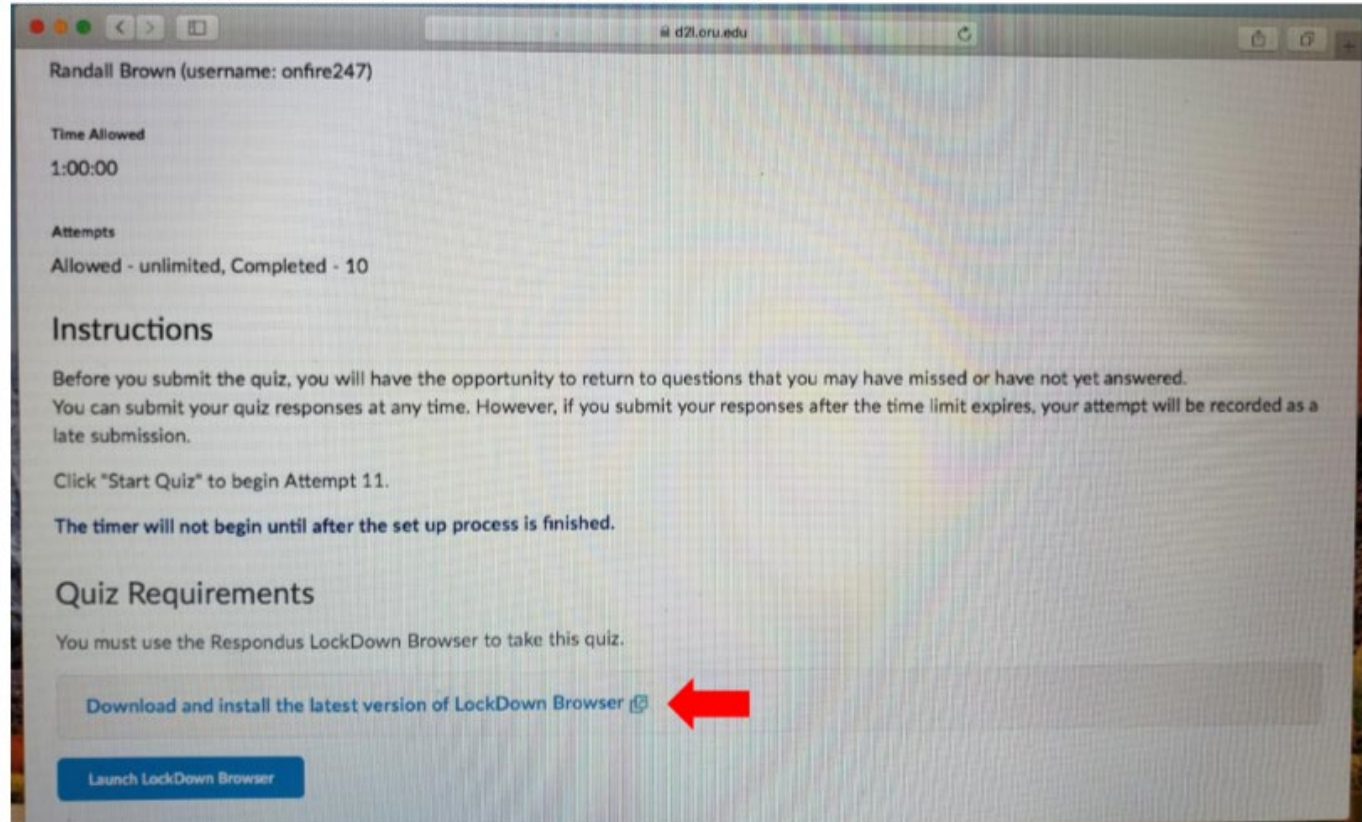 d2l.oru.edu
Randall Brown (username: onfire247)
Time Allowed
1:00:00
Attempts
Allowed - unlimited, Completed - 10
Instructions
Before you submit the quiz, you will have the opportunity to return to questions that you may have missed or have not yet answered.
You can submit your quiz responses at any time. However, if you submit your responses after the time limit expires, your attempt will be recorded as a
late submission.
Click "Start Quiz" to begin Attempt 11.
The timer will not begin until after the set up process is finished.
Quiz Requirements
You must use the Respondus LockDown Browser to take this quiz.
Download and install the latest version of LockDown Browser
Launch LockDown Browser